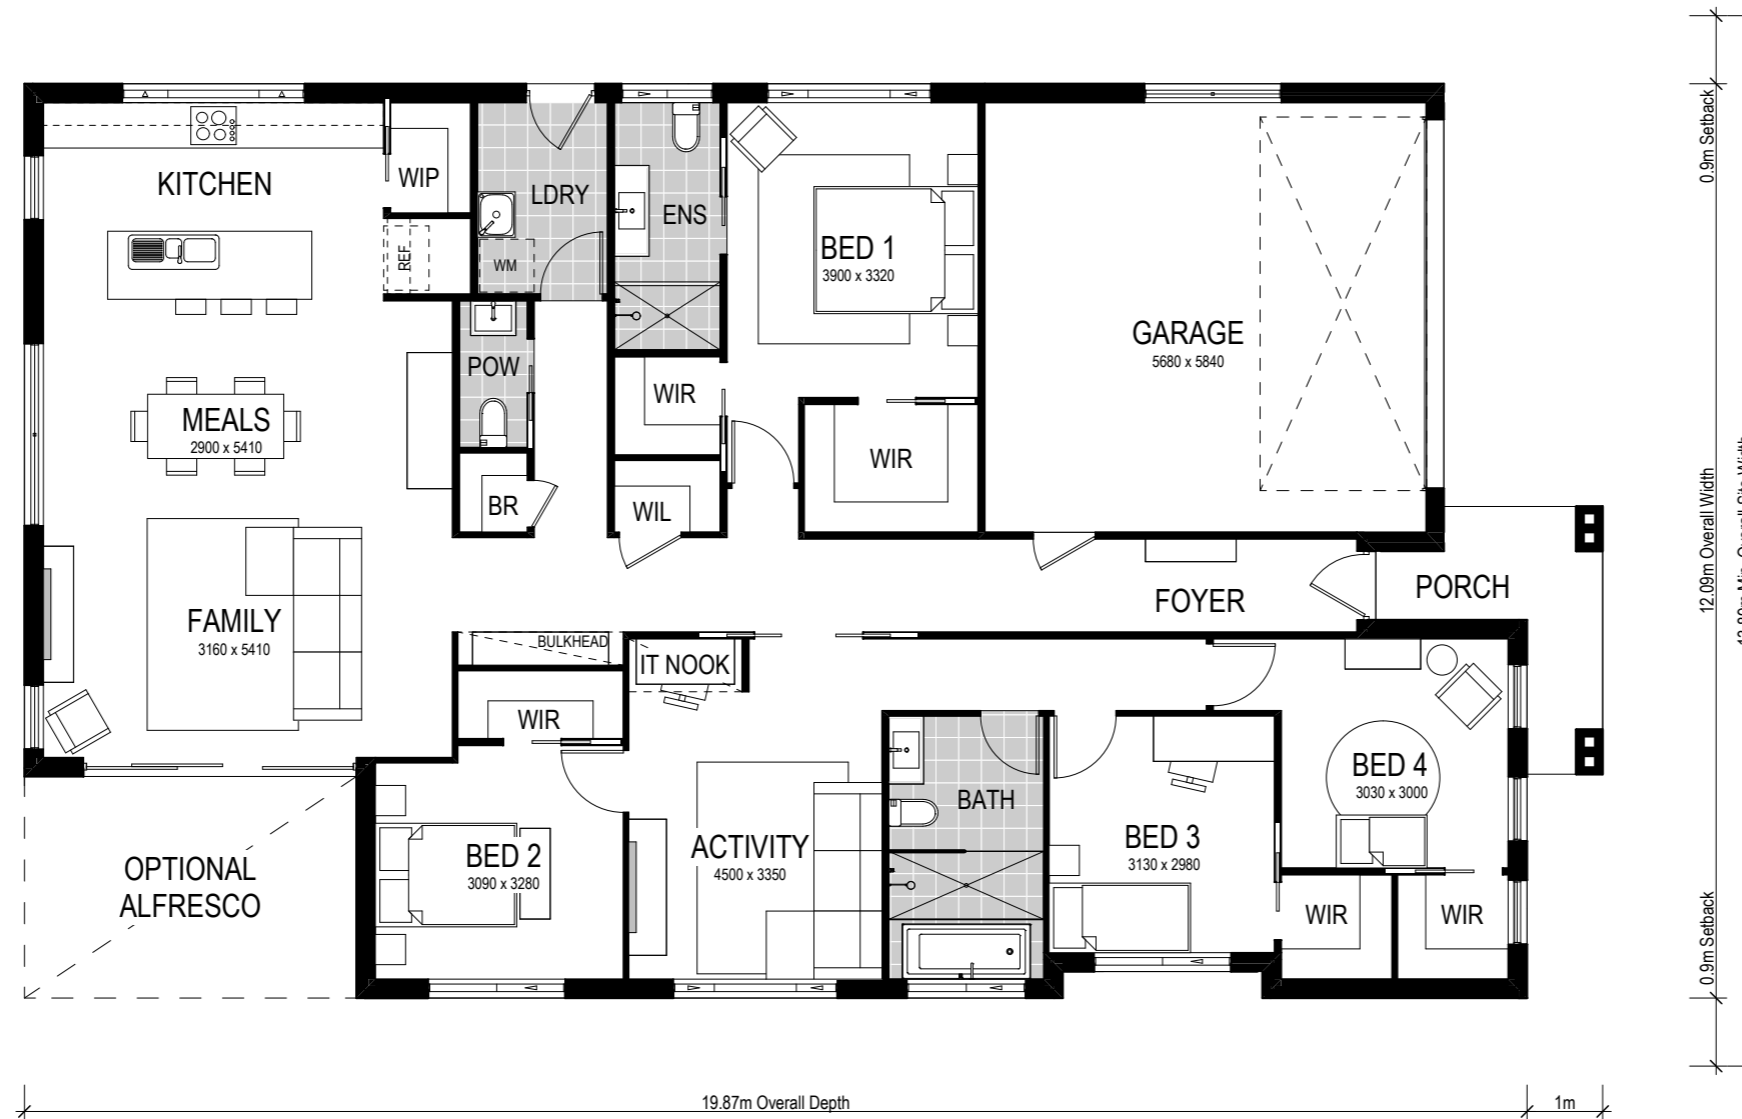 KITCHEN
WIP
REF
LDRY
WM
ENS
BED 1
3900 x 3320
GARAGE
5680 x 5840
POW
MEALS
2900 x 5410
WIR
WIR
BR
WIL
FAMILY
3160 x 5410
FOYER
PORCH
BULKHEAD
IT NOOK
WIR
OPTIONAL
ALFRESCO
BED 2
3090 x 3280
ACTIVITY
4500 x 3350
BATH
BED 3
3130 x 2980
BED 4
3030 x 3000
WIR
WIR
0.9m Setback
12.09m Overall Width
0.9m Setback
19.87m Overall Depth
1m